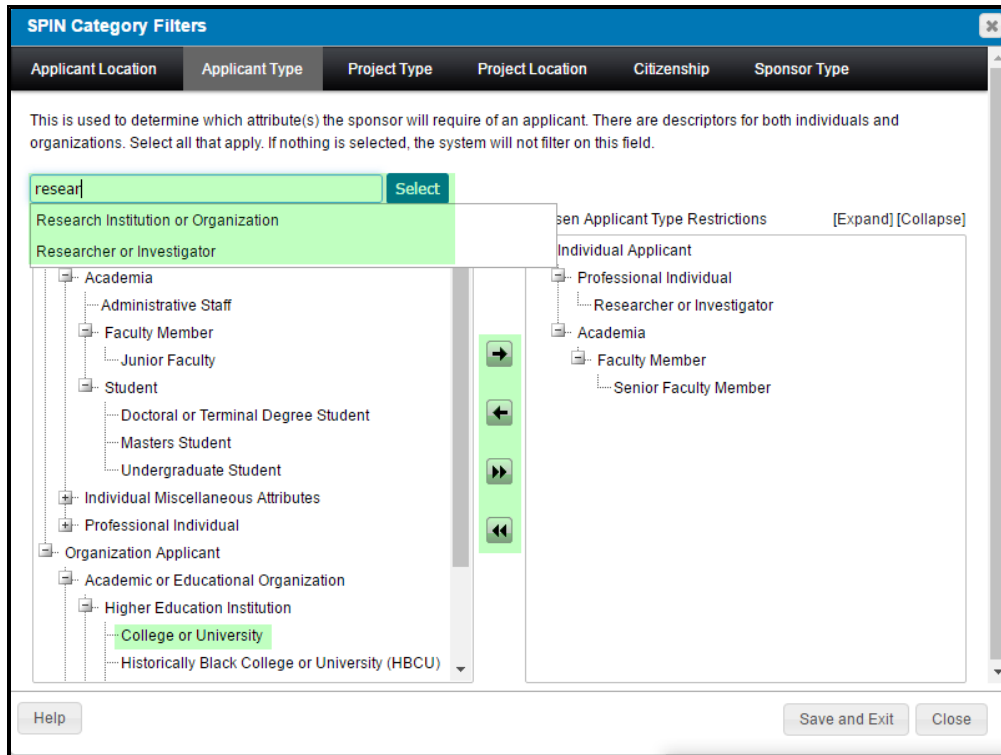 SPIN Category Filters
Applicant Location Applicant Type Project Type Project Location Citizenship Sponsor Type
This is used to determine which attribute(s) the sponsor will require of an applicant. There are descriptors for both individuals and
organizations. Select all that apply. If nothing is selected, the system will not filter on this field.
resear Select
Research Institution or Organization
Researcher or Investigator
Academia
Administrative Staff
Faculty Member
Junior Faculty
Student
Doctoral or Terminal Degree Student
Masters Student
Undergraduate Student
Individual Miscellaneous Attributes
Professional Individual
Organization Applicant
Academic or Educational Organization
Higher Education Institution
College or University
Historically Black College or University (HBCU)
Applicant Type Restrictions [Expand] [Collapse]
Individual Applicant
Professional Individual
Researcher or Investigator
Academia
Faculty Member
Senior Faculty Member
Help Save and Exit Close